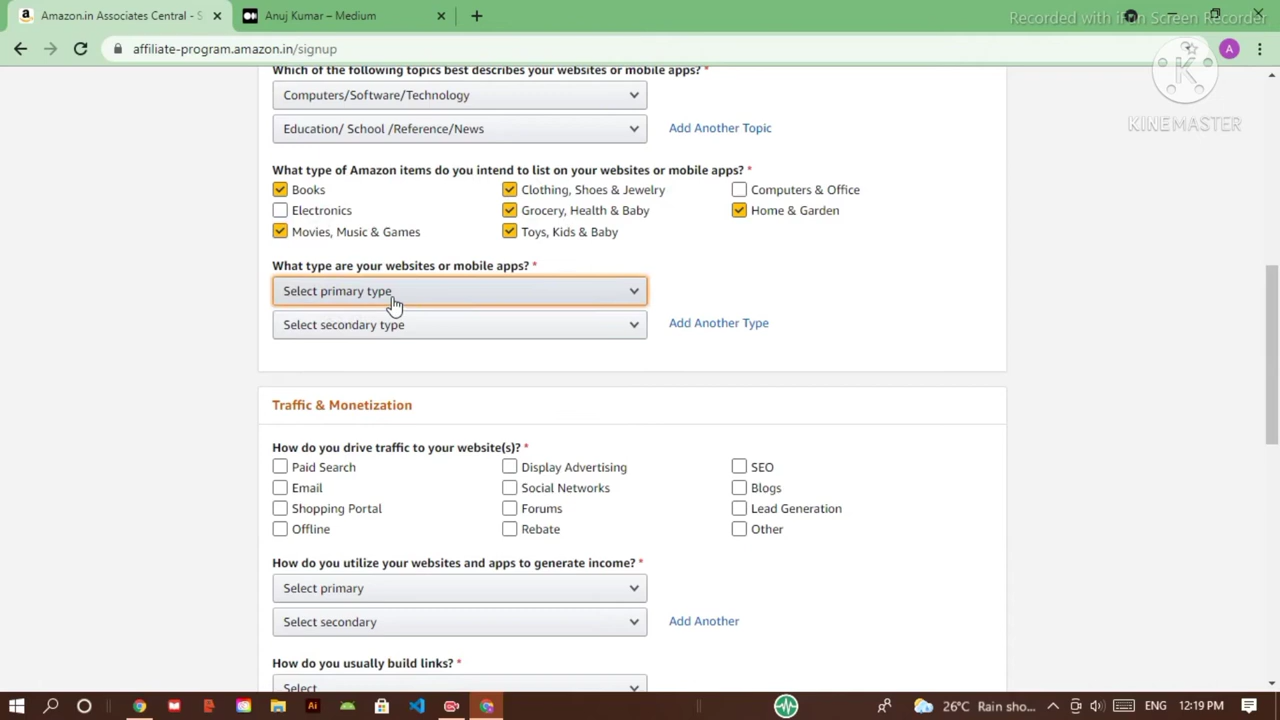 Amazon.in Associates Central - S
Anuj Kumar – Medium
Recorded with iFun Screen Recorder
affiliate-program.amazon.in/signup
A
K
KINEMASTER
Which of the following topics best describes your websites or mobile apps? *
Computers/Software/Technology
Education/ School /Reference/News
Add Another Topic
What type of Amazon items do you intend to list on your websites or mobile apps? *
Books
Clothing, Shoes & Jewelry
Computers & Office
Electronics
Grocery, Health & Baby
Home & Garden
Movies, Music & Games
Toys, Kids & Baby
What type are your websites or mobile apps? *
Select primary type
Select secondary type
Add Another Type
Traffic & Monetization
How do you drive traffic to your website(s)? *
Paid Search
Display Advertising
SEO
Email
Social Networks
Blogs
Shopping Portal
Forums
Lead Generation
Offline
Rebate
Other
How do you utilize your websites and apps to generate income? *
Select primary
Select secondary
Add Another
How do you usually build links? *
Select
26°C Rain sho...
ENG
12:19 PM